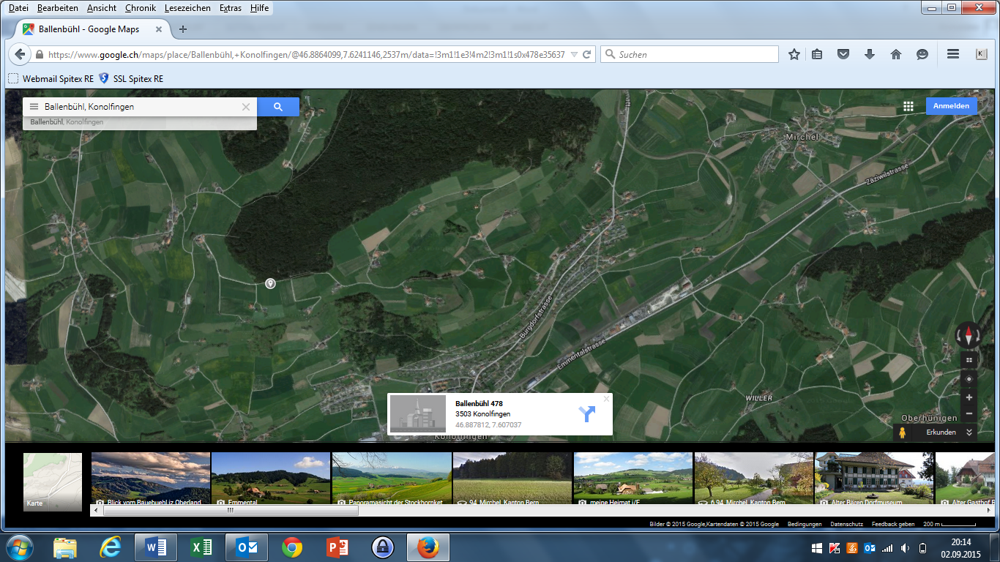 Datei Bearbeiten Ansicht Chronik Lesezeichen Extras Hilfe
Ballenbühl - Google Maps
https://www.google.ch/maps/place/Ballenbühl,+Konolfingen/@46.8864099,7.6241146,2537m/data=!3m1!1e3!4m2!3m1!1s0x478e35637
Suchen
Webmail Spitex RE SSL Spitex RE
Ballenbühl, Konolfingen
Anmelden
Ballenbühl, Konolfingen
Mirchel
Zäziwilstrasse
Burgdorfstrasse
Emmentalstrasse
WILLER
Oberhünigen
Ballenbühl 478
3503 Konolfingen
46.887812, 7.607037
Konolfingen
Erkunden
Karte
Blick vom Bäuebuehl iz Oberland
Emmental
Panoramasicht der Stockhornket
94, Mirchel, Kanton Bern
meine Heimat i/E
6 94, Mirchel, Kanton Bern
Alter Bären Dorfmuseum
Alter Gasthof
Bilder © 2015 Google,Kartendaten © 2015 Google Bedingungen Datenschutz Feedback geben 200 m
20:14
02.09.2015